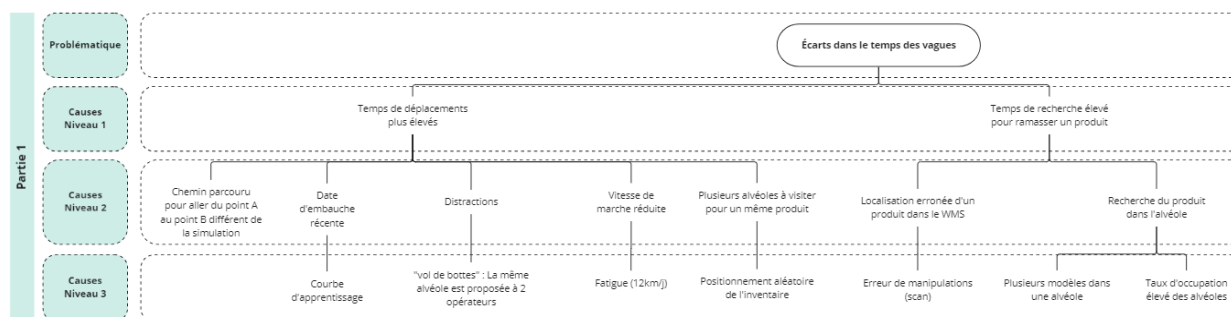 Partie 1
Problématique
Écarts dans le temps des vagues
Causes
Niveau 1
Temps de déplacements
plus élevés
Temps de recherche élevé
pour ramasser un produit
Causes
Niveau 2
Chemin parcouru
pour aller du point A
au point B différent de
la simulation
Date
d'embauche
récente
Distractions
Vitesse de
marche réduite
Plusieurs alvéoles à visiter
pour un même produit
Localisation erronée d'un
produit dans le WMS
Recherche du produit
dans l'alvéole
Causes
Niveau 3
Courbe
d'apprentissage
"vol de bottes" : La même
alvéole est proposée à 2
opérateurs
Fatigue (12km/j)
Positionnement aléatoire
de l'inventaire
Erreur de manipulations
(scan)
Plusieurs modèles dans
une alvéole
Taux d'occupation
élevé des alvéoles